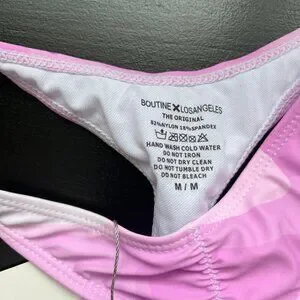 BOUTINE X LOSANGELES
THE ORIGINAL
82%NYLON 18%SPANDEX
HAND WASH COLD WATER
DO NOT IRON
DO NOT DRY CLEAN
DO NOT TUMBLE DRY
DO NOT BLEACH
M / M